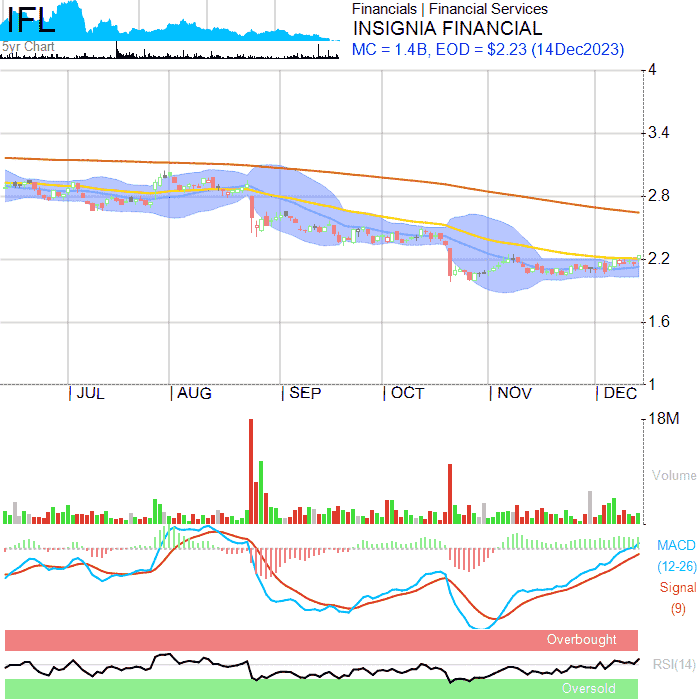 IFL
5yr Chart
Financials | Financial Services
INSIGNIA FINANCIAL
MC = 1.4B, EOD = $2.23 (14Dec2023)
4
3.4
2.8
2.2
1.6
1
| JUL | AUG | SEP | OCT | NOV | DEC
18M
Volume
MACD
(12-26)
Signal
(9)
Overbought
RSI(14)
Oversold